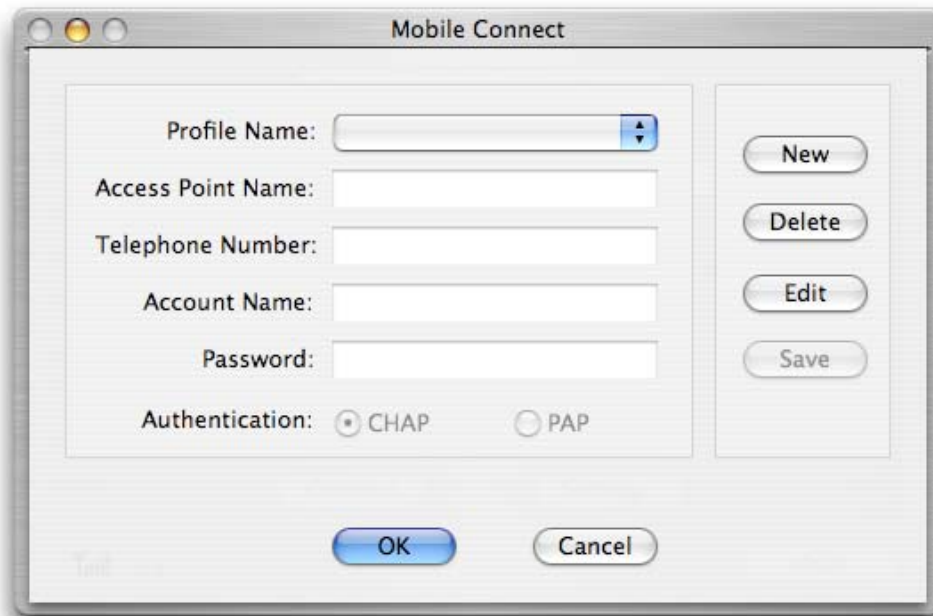 Mobile Connect
Profile Name:
Access Point Name:
Telephone Number:
Account Name:
Password:
Authentication: CHAP PAP
New
Delete
Edit
Save
OK Cancel